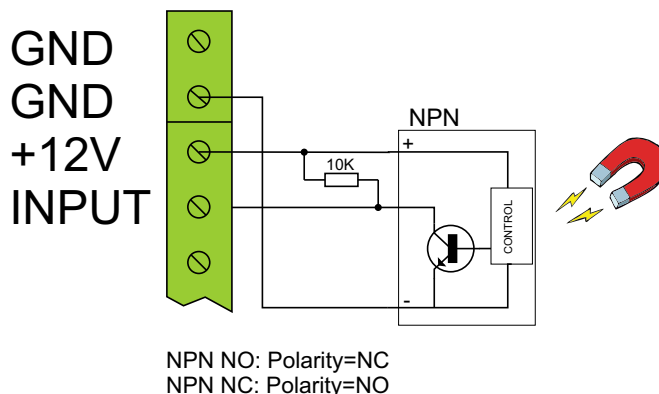 GND
GND
+12V
INPUT
NPN
+
10K
CONTROL
-
NPN NO: Polarity=NC
NPN NC: Polarity=NO